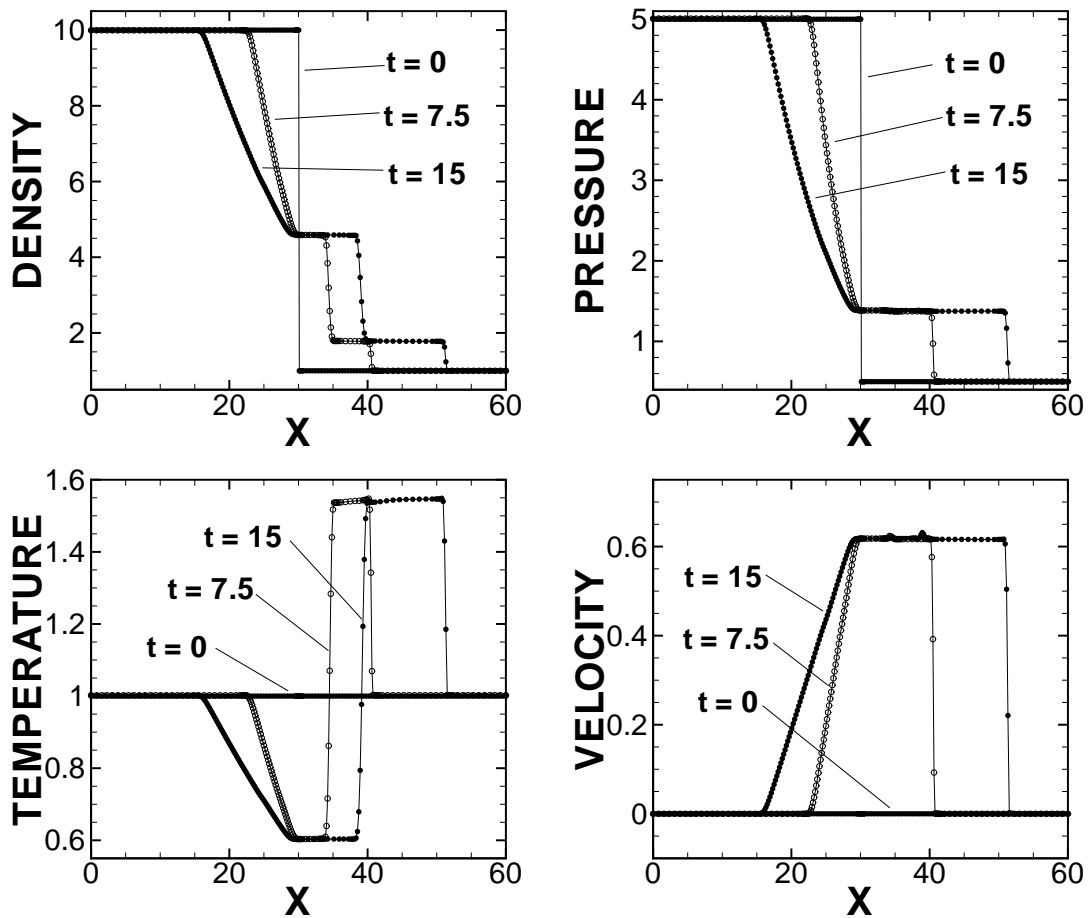 DENSITY
10
8
6
4
2
t = 0
t = 7.5
t = 15
0
20
40
60
X
PRESSURE
5
4
3
2
1
t = 0
t = 7.5
t = 15
0
20
40
60
X
TEMPERATURE
1.6
1.4
1.2
1
0.8
0.6
t = 15
t = 7.5
t = 0
0
20
40
60
X
VELOCITY
0.6
0.4
0.2
0
t = 15
t = 7.5
t = 0
0
20
40
60
X